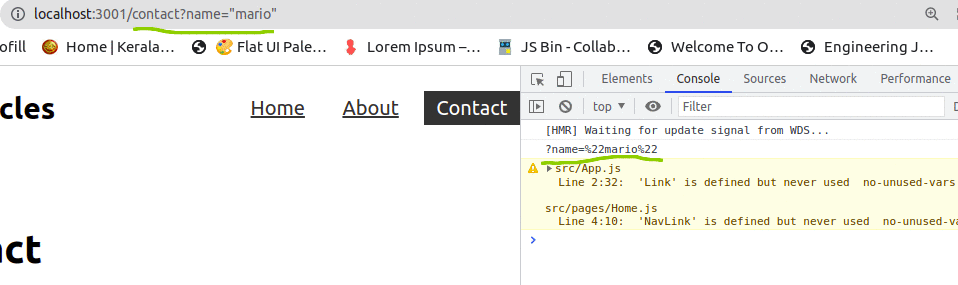 localhost:3001/contact?name="mario"
ofill Home | Kerala... Flat UI Pale... Lorem Ipsum –... JS Bin - Collab... Welcome To O... Engineering J...
Elements Console Sources Network Performance
top ▼ Filter
cles Home About Contact
[HMR] Waiting for update signal from WDS...
?name=%22mario%22
src/App.js
Line 2:32: 'Link' is defined but never used no-unused-vars
src/pages/Home.js
Line 4:10: 'NavLink' is defined but never used no-unused-va
act